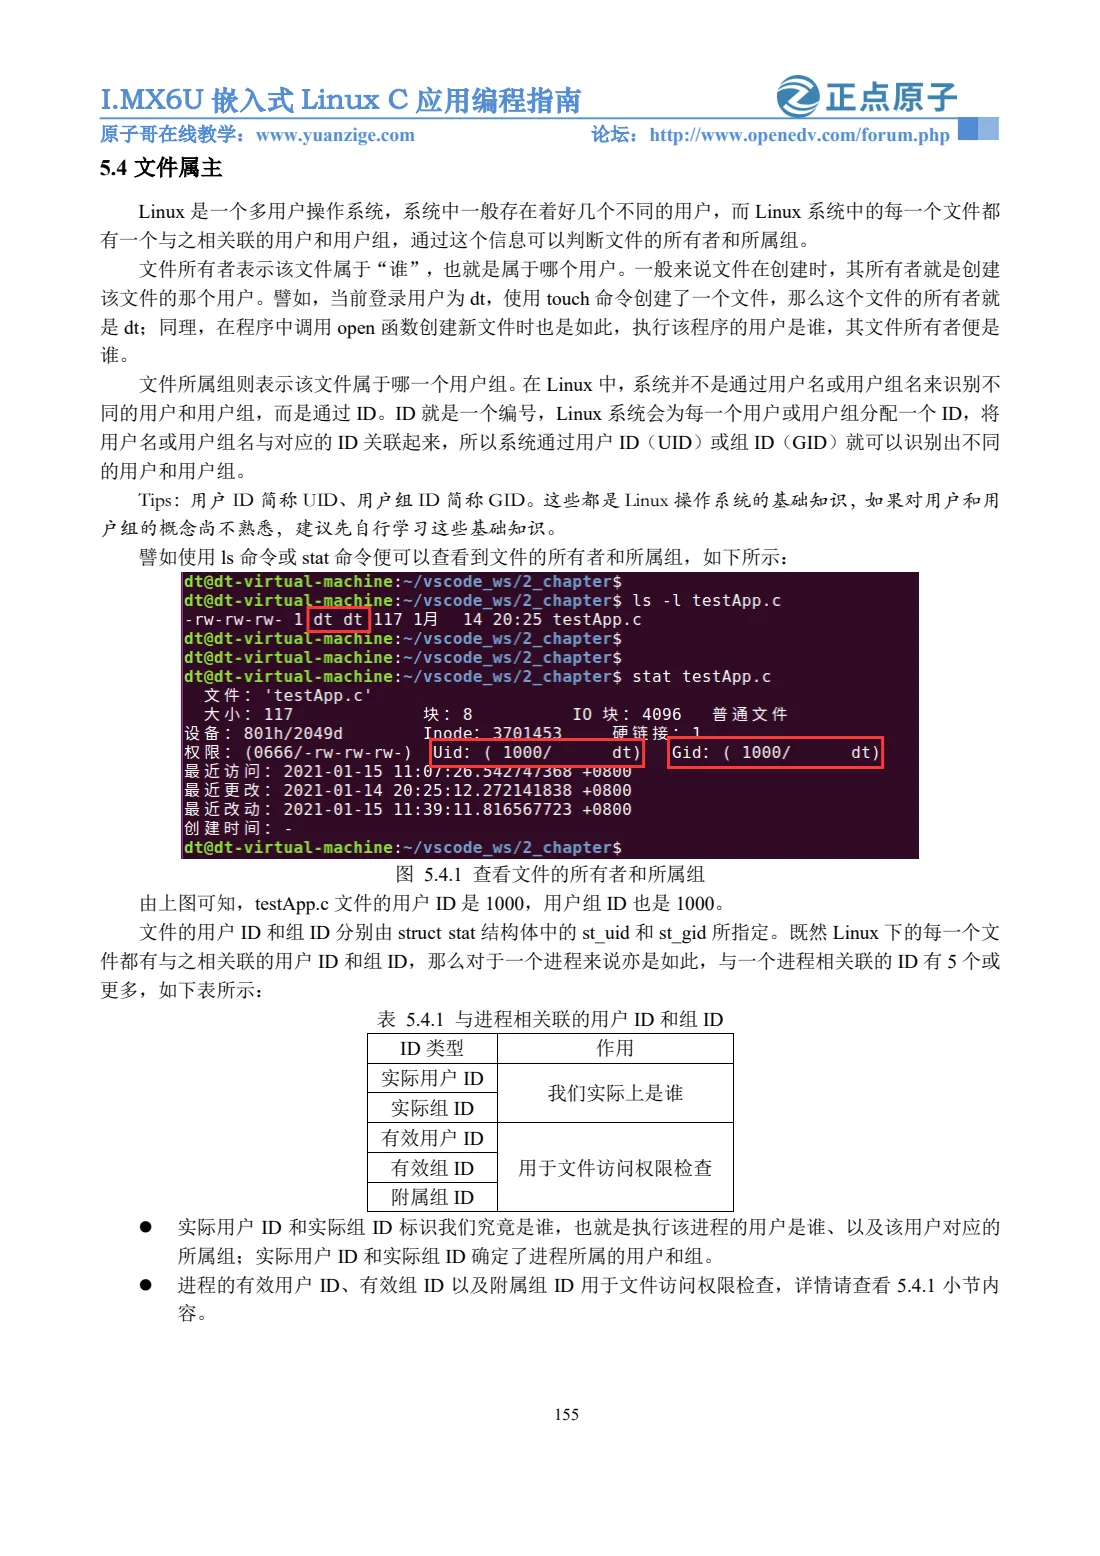 I.MX6U 嵌入式 Linux C 应用编程指南
正点原子
原子哥在线教学：www.yuanzige.com 论坛：http://www.openedv.com/forum.php
5.4 文件属主
Linux 是一个多用户操作系统，系统中一般存在着好几个不同的用户，而 Linux 系统中的每一个文件都
有一个与之相关联的用户和用户组，通过这个信息可以判断文件的所有者和所属组。
文件所有者表示该文件属于“谁”，也就是属于哪个用户。一般来说文件在创建时，其所有者就是创建
该文件的那个用户。譬如，当前登录用户为 dt，使用 touch 命令创建了一个文件，那么这个文件的所有者就
是 dt；同理，在程序中调用 open 函数创建新文件时也是如此，执行该程序的用户是谁，其文件所有者便是
谁。
文件所属组则表示该文件属于哪一个用户组。在 Linux 中，系统并不是通过用户名或用户组名来识别不
同的用户和用户组，而是通过 ID。ID 就是一个编号，Linux 系统会为每一个用户或用户组分配一个 ID，将
用户名或用户组名与对应的 ID 关联起来，所以系统通过用户 ID（UID）或组 ID（GID）就可以识别出不同
的用户和用户组。
Tips：用户 ID 简称 UID、用户组 ID 简称 GID。这些都是 Linux 操作系统的基础知识，如果对用户和用
户组的概念尚不熟悉，建议先自行学习这些基础知识。
譬如使用 ls 命令或 stat 命令便可以查看到文件的所有者和所属组，如下所示：
dt@dt-virtual-machine:~/vscode_ws/2_chapter$
dt@dt-virtual-machine:~/vscode_ws/2_chapter$ ls -l testApp.c
-rw-rw-rw- 1 dt dt 117 1月 14 20:25 testApp.c
dt@dt-virtual-machine:~/vscode_ws/2_chapter$
dt@dt-virtual-machine:~/vscode_ws/2_chapter$
dt@dt-virtual-machine:~/vscode_ws/2_chapter$ stat testApp.c
文件：'testApp.c'
大小：117 块：8 IO 块：4096 普通文件
设备：801h/2049d Inode：3701453 硬链接：1
权限：(0666/-rw-rw-rw-) Uid：( 1000/ dt) Gid：( 1000/ dt)
最近访问：2021-01-15 11:07:26.542747368 +0800
最近更改：2021-01-14 20:25:12.272141838 +0800
最近改动：2021-01-15 11:39:11.816567723 +0800
创建时间：-
dt@dt-virtual-machine:~/vscode_ws/2_chapter$
图 5.4.1 查看文件的所有者和所属组
由上图可知，testApp.c 文件的用户 ID 是 1000，用户组 ID 也是 1000。
文件的用户 ID 和组 ID 分别由 struct stat 结构体中的 st_uid 和 st_gid 所指定。既然 Linux 下的每一个文
件都有与之相关联的用户 ID 和组 ID，那么对于一个进程来说亦是如此，与一个进程相关联的 ID 有 5 个或
更多，如下表所示：
表 5.4.1 与进程相关联的用户 ID 和组 ID
ID 类型 作用
实际用户 ID
我们实际上是谁
实际组 ID
有效用户 ID
有效组 ID 用于文件访问权限检查
附属组 ID
● 实际用户 ID 和实际组 ID 标识我们究竟是谁，也就是执行该进程的用户是谁、以及该用户对应的
所属组；实际用户 ID 和实际组 ID 确定了进程所属的用户和组。
● 进程的有效用户 ID、有效组 ID 以及附属组 ID 用于文件访问权限检查，详情请查看 5.4.1 小节内
容。
155